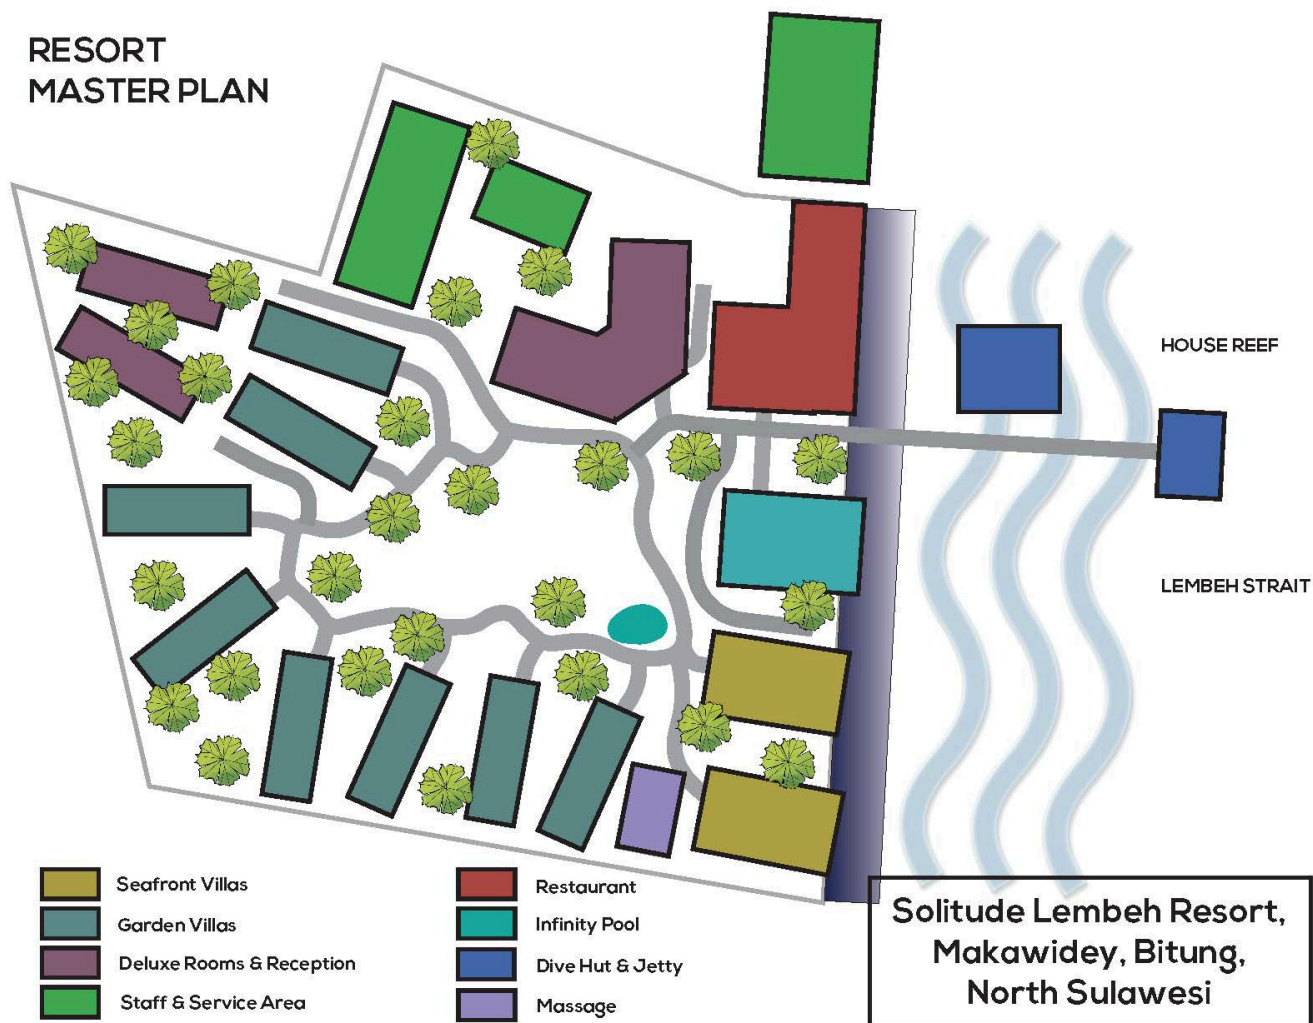 RESORT
MASTER PLAN
HOUSE REEF
LEMBEH STRAIT
Seafront Villas
Garden Villas
Deluxe Rooms & Reception
Staff & Service Area
Restaurant
Infinity Pool
Dive Hut & Jetty
Massage
Solitude Lembeh Resort,
Makawidey, Bitung,
North Sulawesi